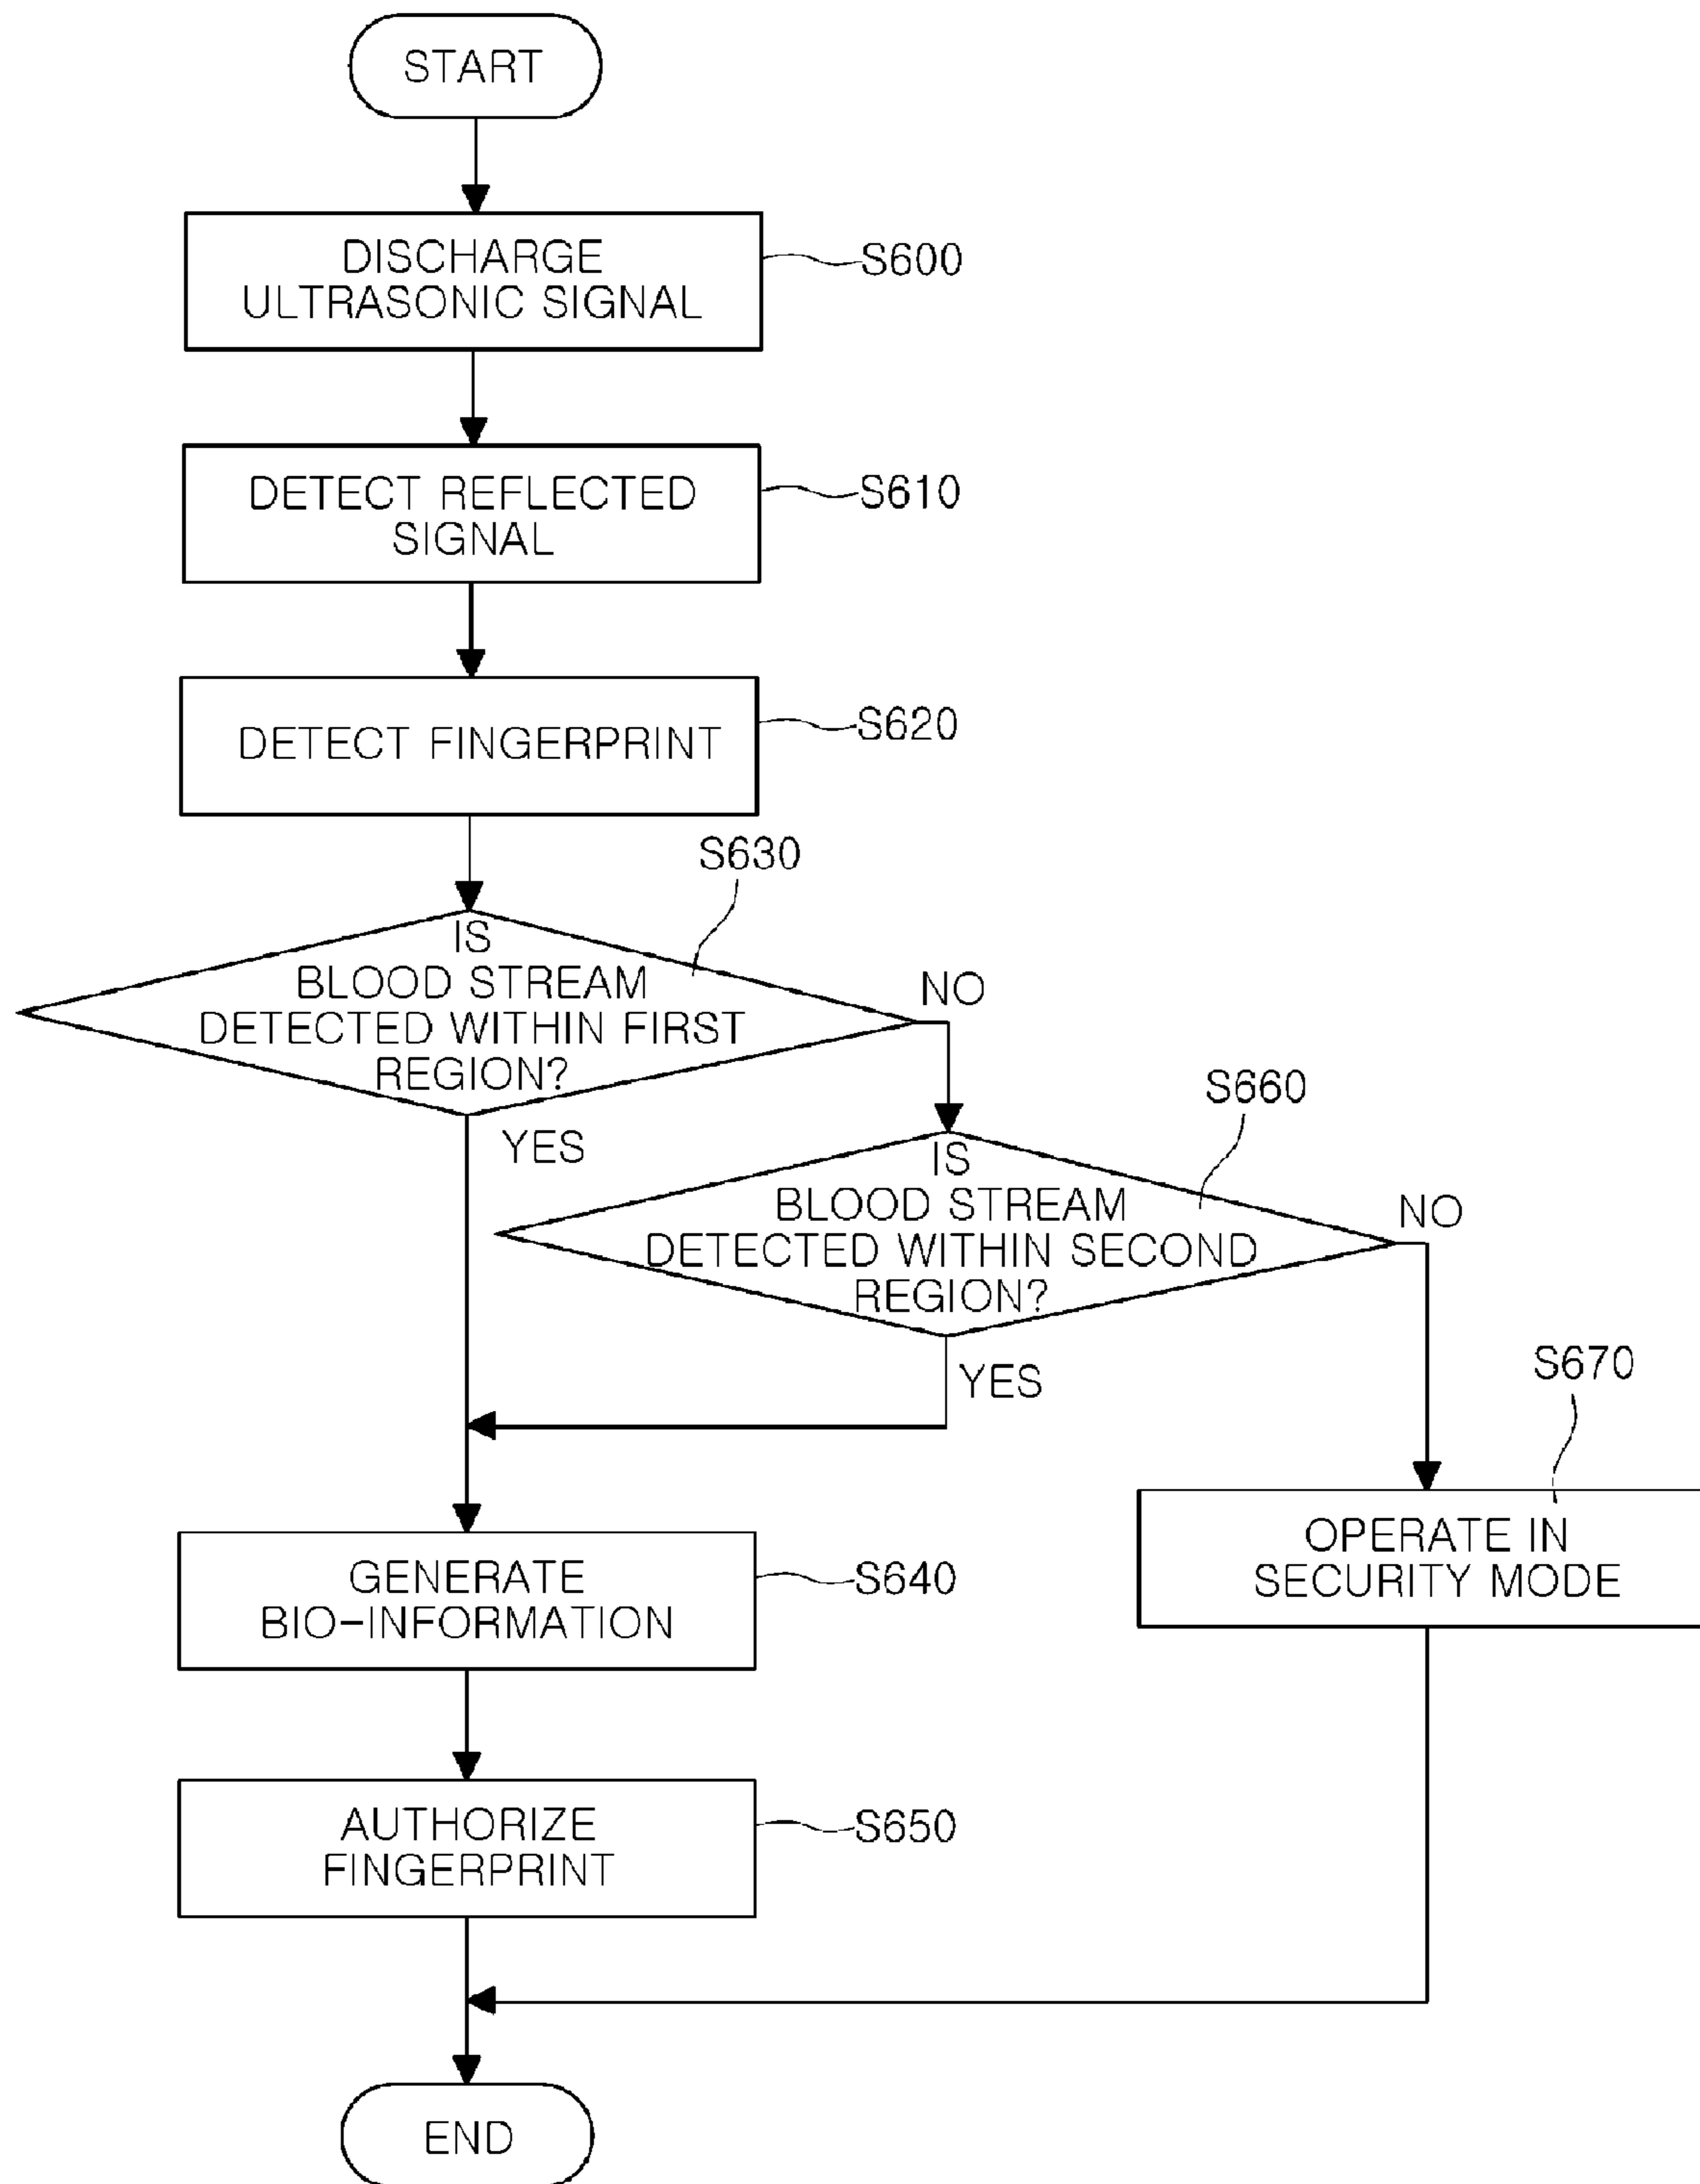 START
DISCHARGE
ULTRASONIC SIGNAL
S600
DETECT REFLECTED
SIGNAL
S610
DETECT FINGERPRINT
S620
S630
IS
BLOOD STREAM
DETECTED WITHIN FIRST
REGION?
NO
YES
S660
IS
BLOOD STREAM
DETECTED WITHIN SECOND
REGION?
NO
YES
S670
OPERATE IN
SECURITY MODE
GENERATE
BIO-INFORMATION
S640
AUTHORIZE
FINGERPRINT
S650
END